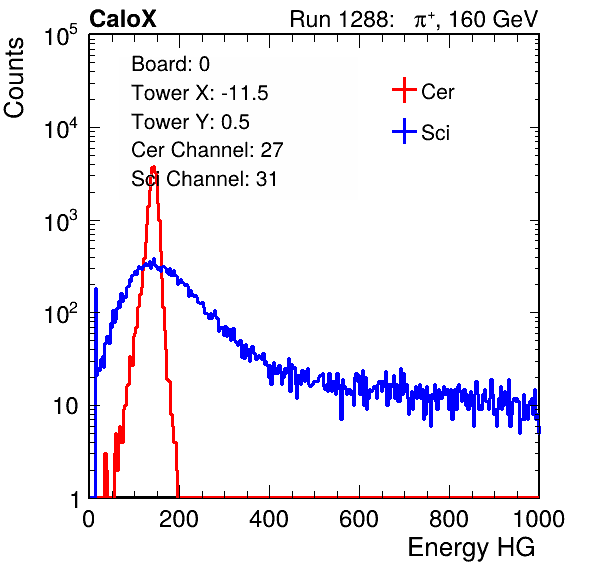 CaloX Run 1288: π⁺, 160 GeV
Counts
Board: 0
Tower X: -11.5
Tower Y: 0.5
Cer Channel: 27
Sci Channel: 31
Cer
Sci
10⁵
10⁴
10³
10²
10
1
0 200 400 600 800 1000
Energy HG